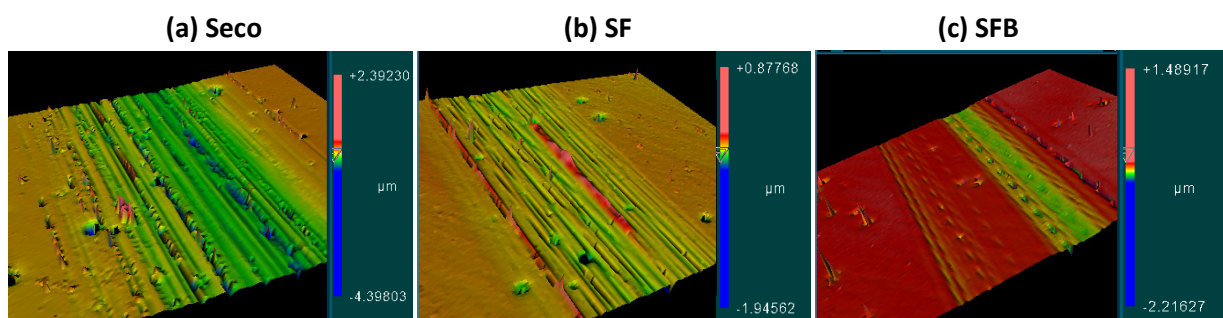 (a) Seco
(b) SF
(c) SFB
+2.39230
µm
-4.39803
+0.87768
µm
-1.94562
+1.48917
µm
-2.21627